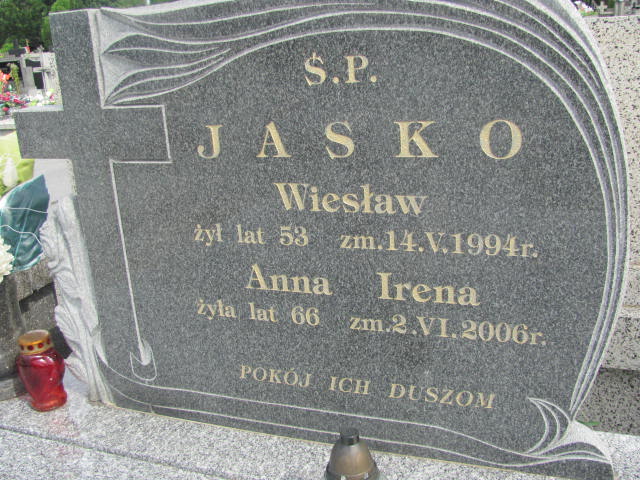 Ś.P.
JASKO
Wiesław
żył lat 53 zm.14.V.1994r.
Anna Irena
żyła lat 66 zm.2.VI.2006r.
POKÓJ ICH DUSZOM